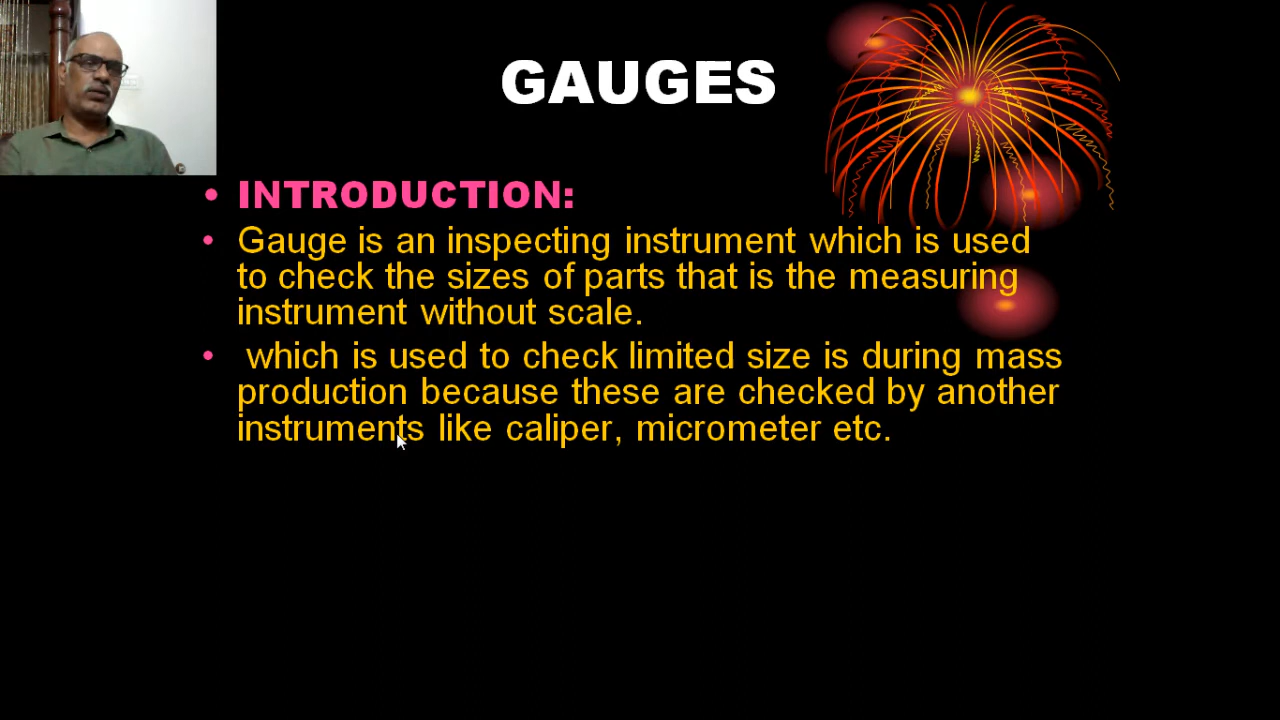 GAUGES
• INTRODUCTION:
• Gauge is an inspecting instrument which is used
to check the sizes of parts that is the measuring
instrument without scale.
• which is used to check limited size is during mass
production because these are checked by another
instruments like caliper, micrometer etc.